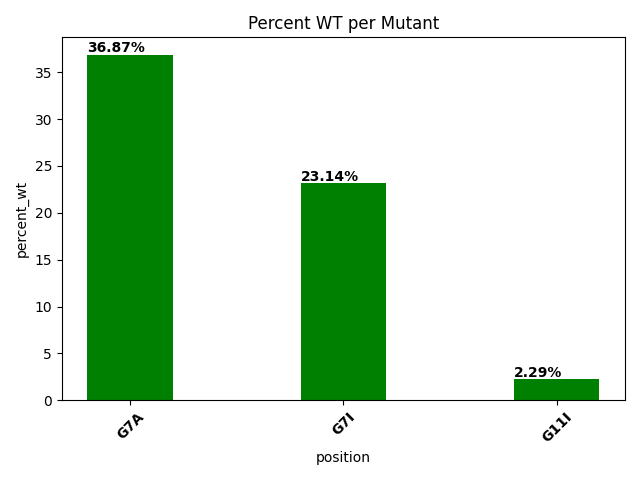 Percent WT per Mutant
36.87%
23.14%
2.29%
percent_wt
35
30
25
20
15
10
5
0
G7A
G7I
G11I
position